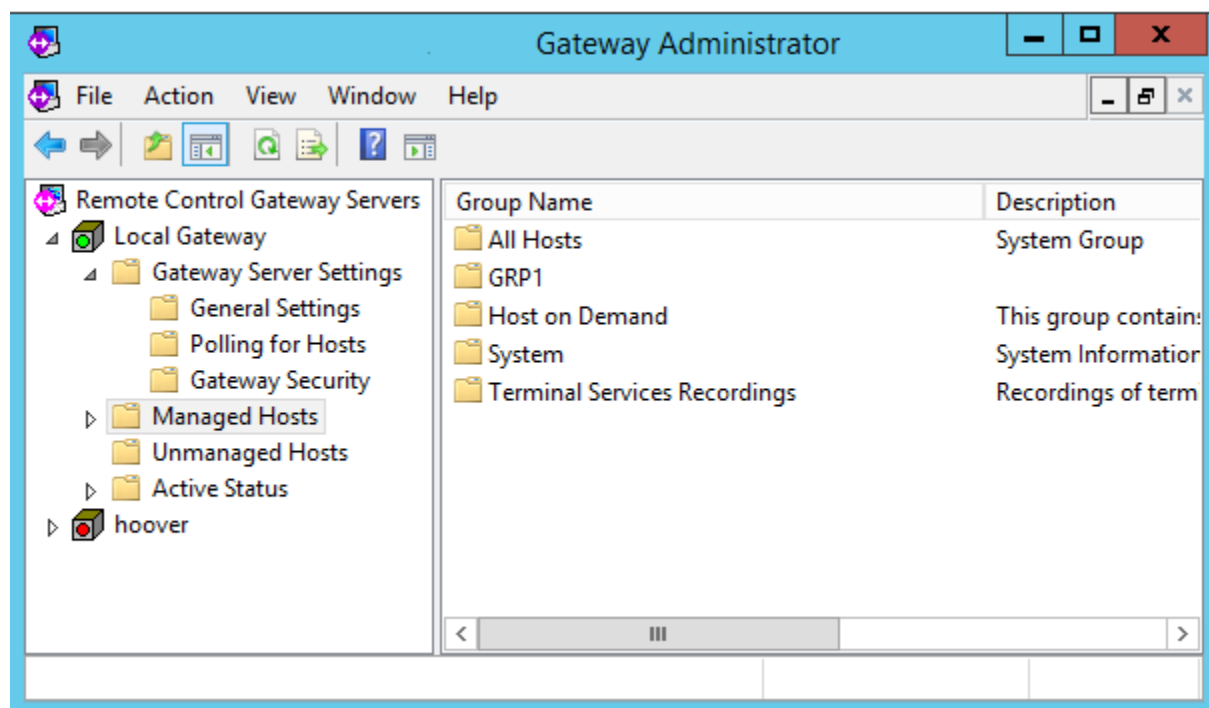 Gateway Administrator
File Action View Window Help
Remote Control Gateway Servers
Local Gateway
Gateway Server Settings
General Settings
Polling for Hosts
Gateway Security
Managed Hosts
Unmanaged Hosts
Active Status
hoover
Group Name Description
All Hosts System Group
GRP1
Host on Demand This group contain
System System Information
Terminal Services Recordings Recordings of term